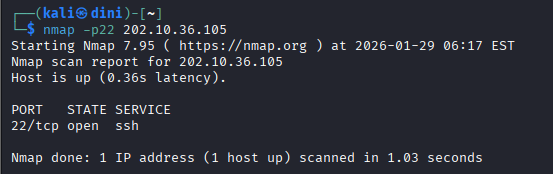 ┌──(kali㉿dini)-[~]
└─$ nmap -p22 202.10.36.105
Starting Nmap 7.95 ( https://nmap.org ) at 2026-01-29 06:17 EST
Nmap scan report for 202.10.36.105
Host is up (0.36s latency).
PORT   STATE SERVICE
22/tcp open  ssh
Nmap done: 1 IP address (1 host up) scanned in 1.03 seconds